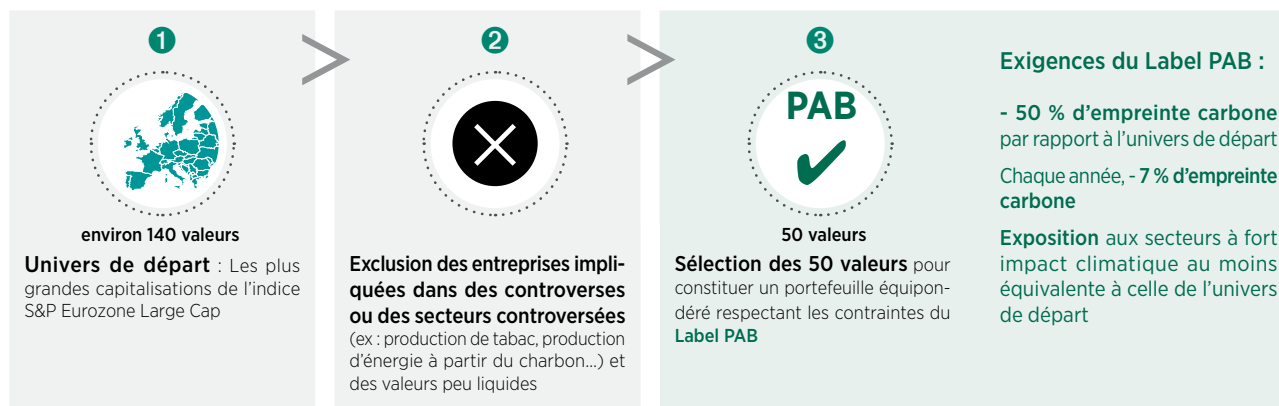 1
environ 140 valeurs
Univers de départ : Les plus
grandes capitalisations de l'indice
S&P Eurozone Large Cap
>
2
Exclusion des entreprises impli-
quées dans des controverses
ou des secteurs controversées
(ex : production de tabac, production
d'énergie à partir du charbon...) et
des valeurs peu liquides
>
3
PAB
50 valeurs
Sélection des 50 valeurs pour
constituer un portefeuille équipon-
déré respectant les contraintes du
Label PAB
Exigences du Label PAB :
- 50 % d'empreinte carbone
par rapport à l'univers de départ
Chaque année, - 7 % d'empreinte
carbone
Exposition aux secteurs à fort
impact climatique au moins
équivalente à celle de l'univers
de départ